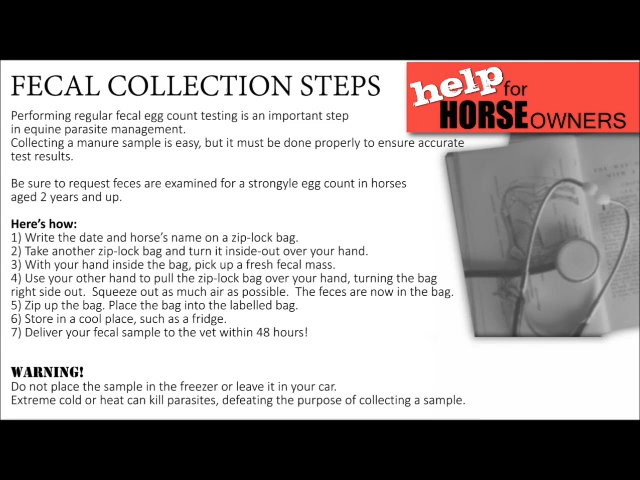 FECAL COLLECTION STEPS
help for
HORSE OWNERS
Performing regular fecal egg count testing is an important step
in equine parasite management.
Collecting a manure sample is easy, but it must be done properly to ensure accurate
test results.
Be sure to request feces are examined for a strongyle egg count in horses
aged 2 years and up.
Here's how:
1) Write the date and horse's name on a zip-lock bag.
2) Take another zip-lock bag and turn it inside-out over your hand.
3) With your hand inside the bag, pick up a fresh fecal mass.
4) Use your other hand to pull the zip-lock bag over your hand, turning the bag
right side out. Squeeze out as much air as possible. The feces are now in the bag.
5) Zip up the bag. Place the bag into the labelled bag.
6) Store in a cool place, such as a fridge.
7) Deliver your fecal sample to the vet within 48 hours!
WARNING!
Do not place the sample in the freezer or leave it in your car.
Extreme cold or heat can kill parasites, defeating the purpose of collecting a sample.